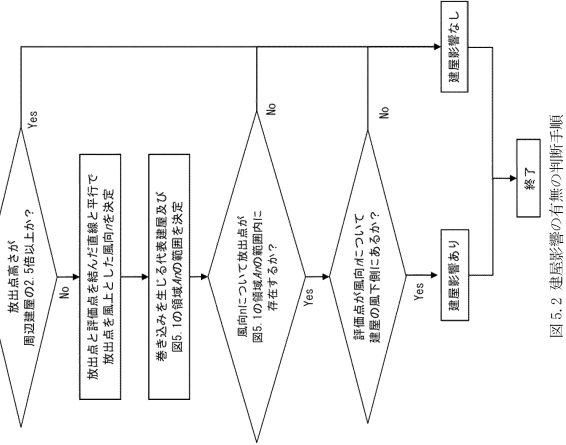 放出点高さが
周辺建屋の2.5倍以上か？
Yes
No
放出点と評価点を結んだ直線と平行で
放出点を風上とした風向nを決定
巻き込みを生じる代表建屋及び
図5.1の領域Anの範囲を決定
風向nについて放出点が
図5.1の領域Anの範囲内に
存在するか？
No
Yes
評価点が風向nについて
建屋の風下側にあるか？
No
Yes
建屋影響あり
建屋影響なし
終了
図5.2 建屋影響の有無の判断手順